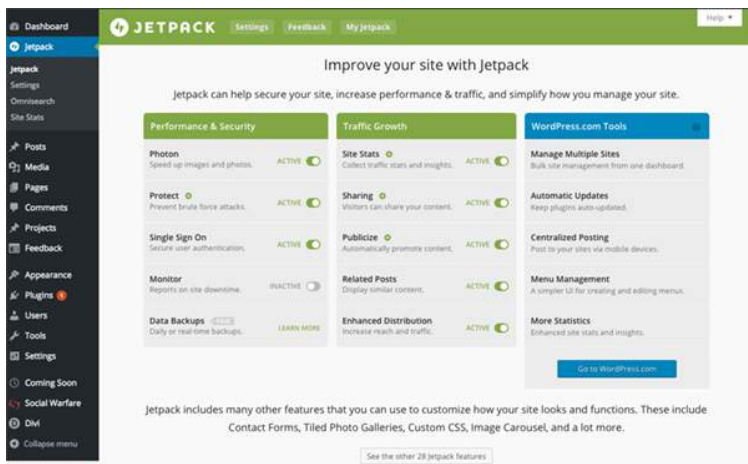 Dashboard
Jetpack
Jetpack
Settings
Omnisearch
Site Stats
Posts
Media
Pages
Comments
Projects
Feedback
Appearance
Plugins 1
Users
Tools
Settings
Coming Soon
Social Warfare
Divi
Collapse menu
JETPACK Settings Feedback My Jetpack
Help
Improve your site with Jetpack
Jetpack can help secure your site, increase performance & traffic, and simplify how you manage your site.
Performance & Security
Photon
Speed up images and photos.
ACTIVE
Protect
Prevent brute force attacks.
ACTIVE
Single Sign On
Secure user authentication.
ACTIVE
Monitor
Reports on site downtime.
INACTIVE
Data Backups
Daily or real-time backups.
LEARN MORE
Traffic Growth
Site Stats
Collect traffic stats and insights.
ACTIVE
Sharing
Visitors can share your content.
ACTIVE
Publicize
Automatically promote content.
ACTIVE
Related Posts
Display similar content.
ACTIVE
Enhanced Distribution
Increase reach and traffic.
ACTIVE
WordPress.com Tools
Manage Multiple Sites
Bulk site management from one dashboard.
Automatic Updates
Keep plugins auto-updated.
Centralized Posting
Post to your sites via mobile devices.
Menu Management
A simpler UI for creating and editing menus.
More Statistics
Enhanced site stats and insights.
Go to WordPress.com
Jetpack includes many other features that you can use to customize how your site looks and functions. These include
Contact Forms, Tiled Photo Galleries, Custom CSS, Image Carousel, and a lot more.
See the other 28 Jetpack features